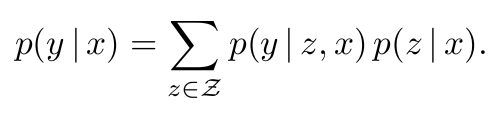 p(y | x) = ∑_{z∈𝒵} p(y | z, x) p(z | x).